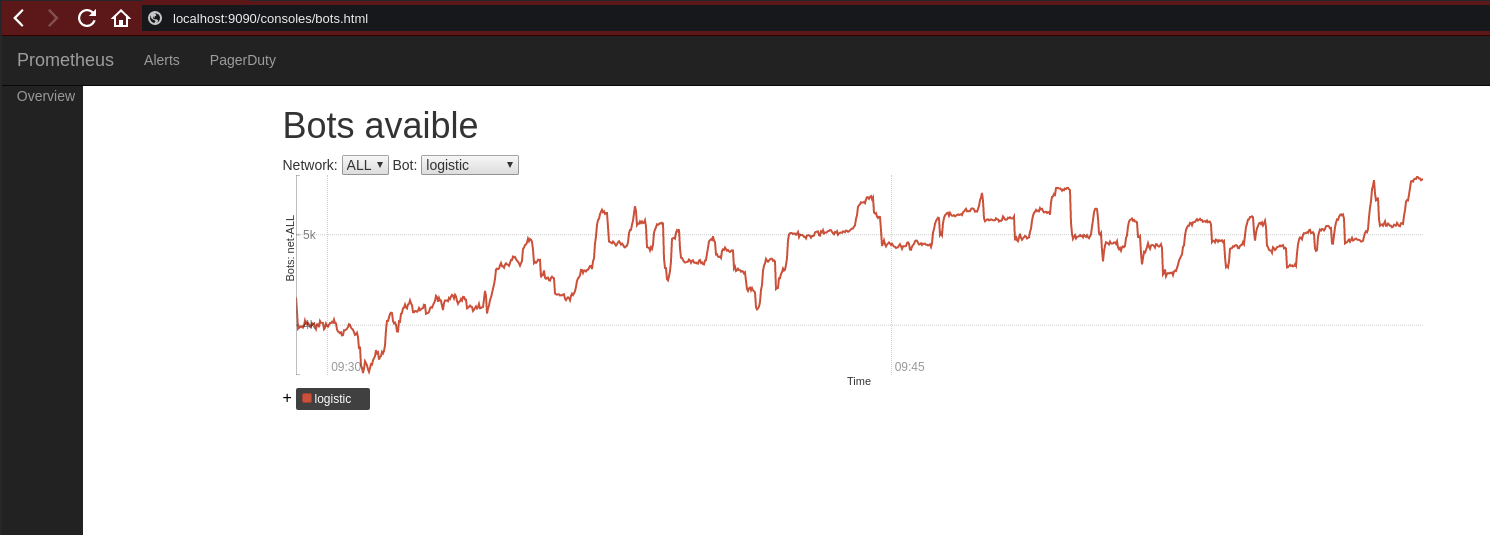 localhost:9090/consoles/bots.html
Prometheus Alerts PagerDuty
Overview
Bots avaible
Network: ALL Bot: logistic
Bots: net-ALL
5k
09:30 09:45
Time
+ logistic